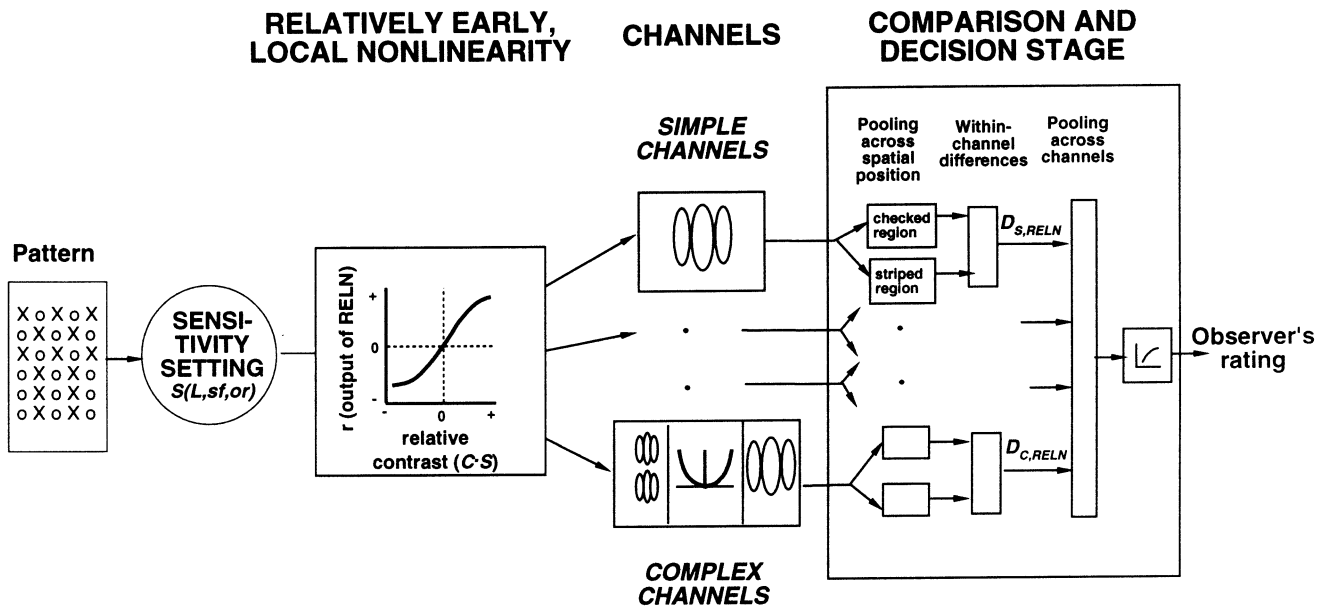 RELATIVELY EARLY,
LOCAL NONLINEARITY
CHANNELS
COMPARISON AND
DECISION STAGE
Pattern
X o X o X
o X o X o
X o X o X
o X o X o
X o X o X
o X o X o
SENSI-
TIVITY
SETTING
S(L,sf,or)
r (output of RELN)
+
0
-
- 0 +
relative
contrast (C·S)
SIMPLE
CHANNELS
COMPLEX
CHANNELS
Pooling
across
spatial
position
Within-
channel
differences
Pooling
across
channels
checked
region
striped
region
D_S,RELN
D_C,RELN
Observer's
rating